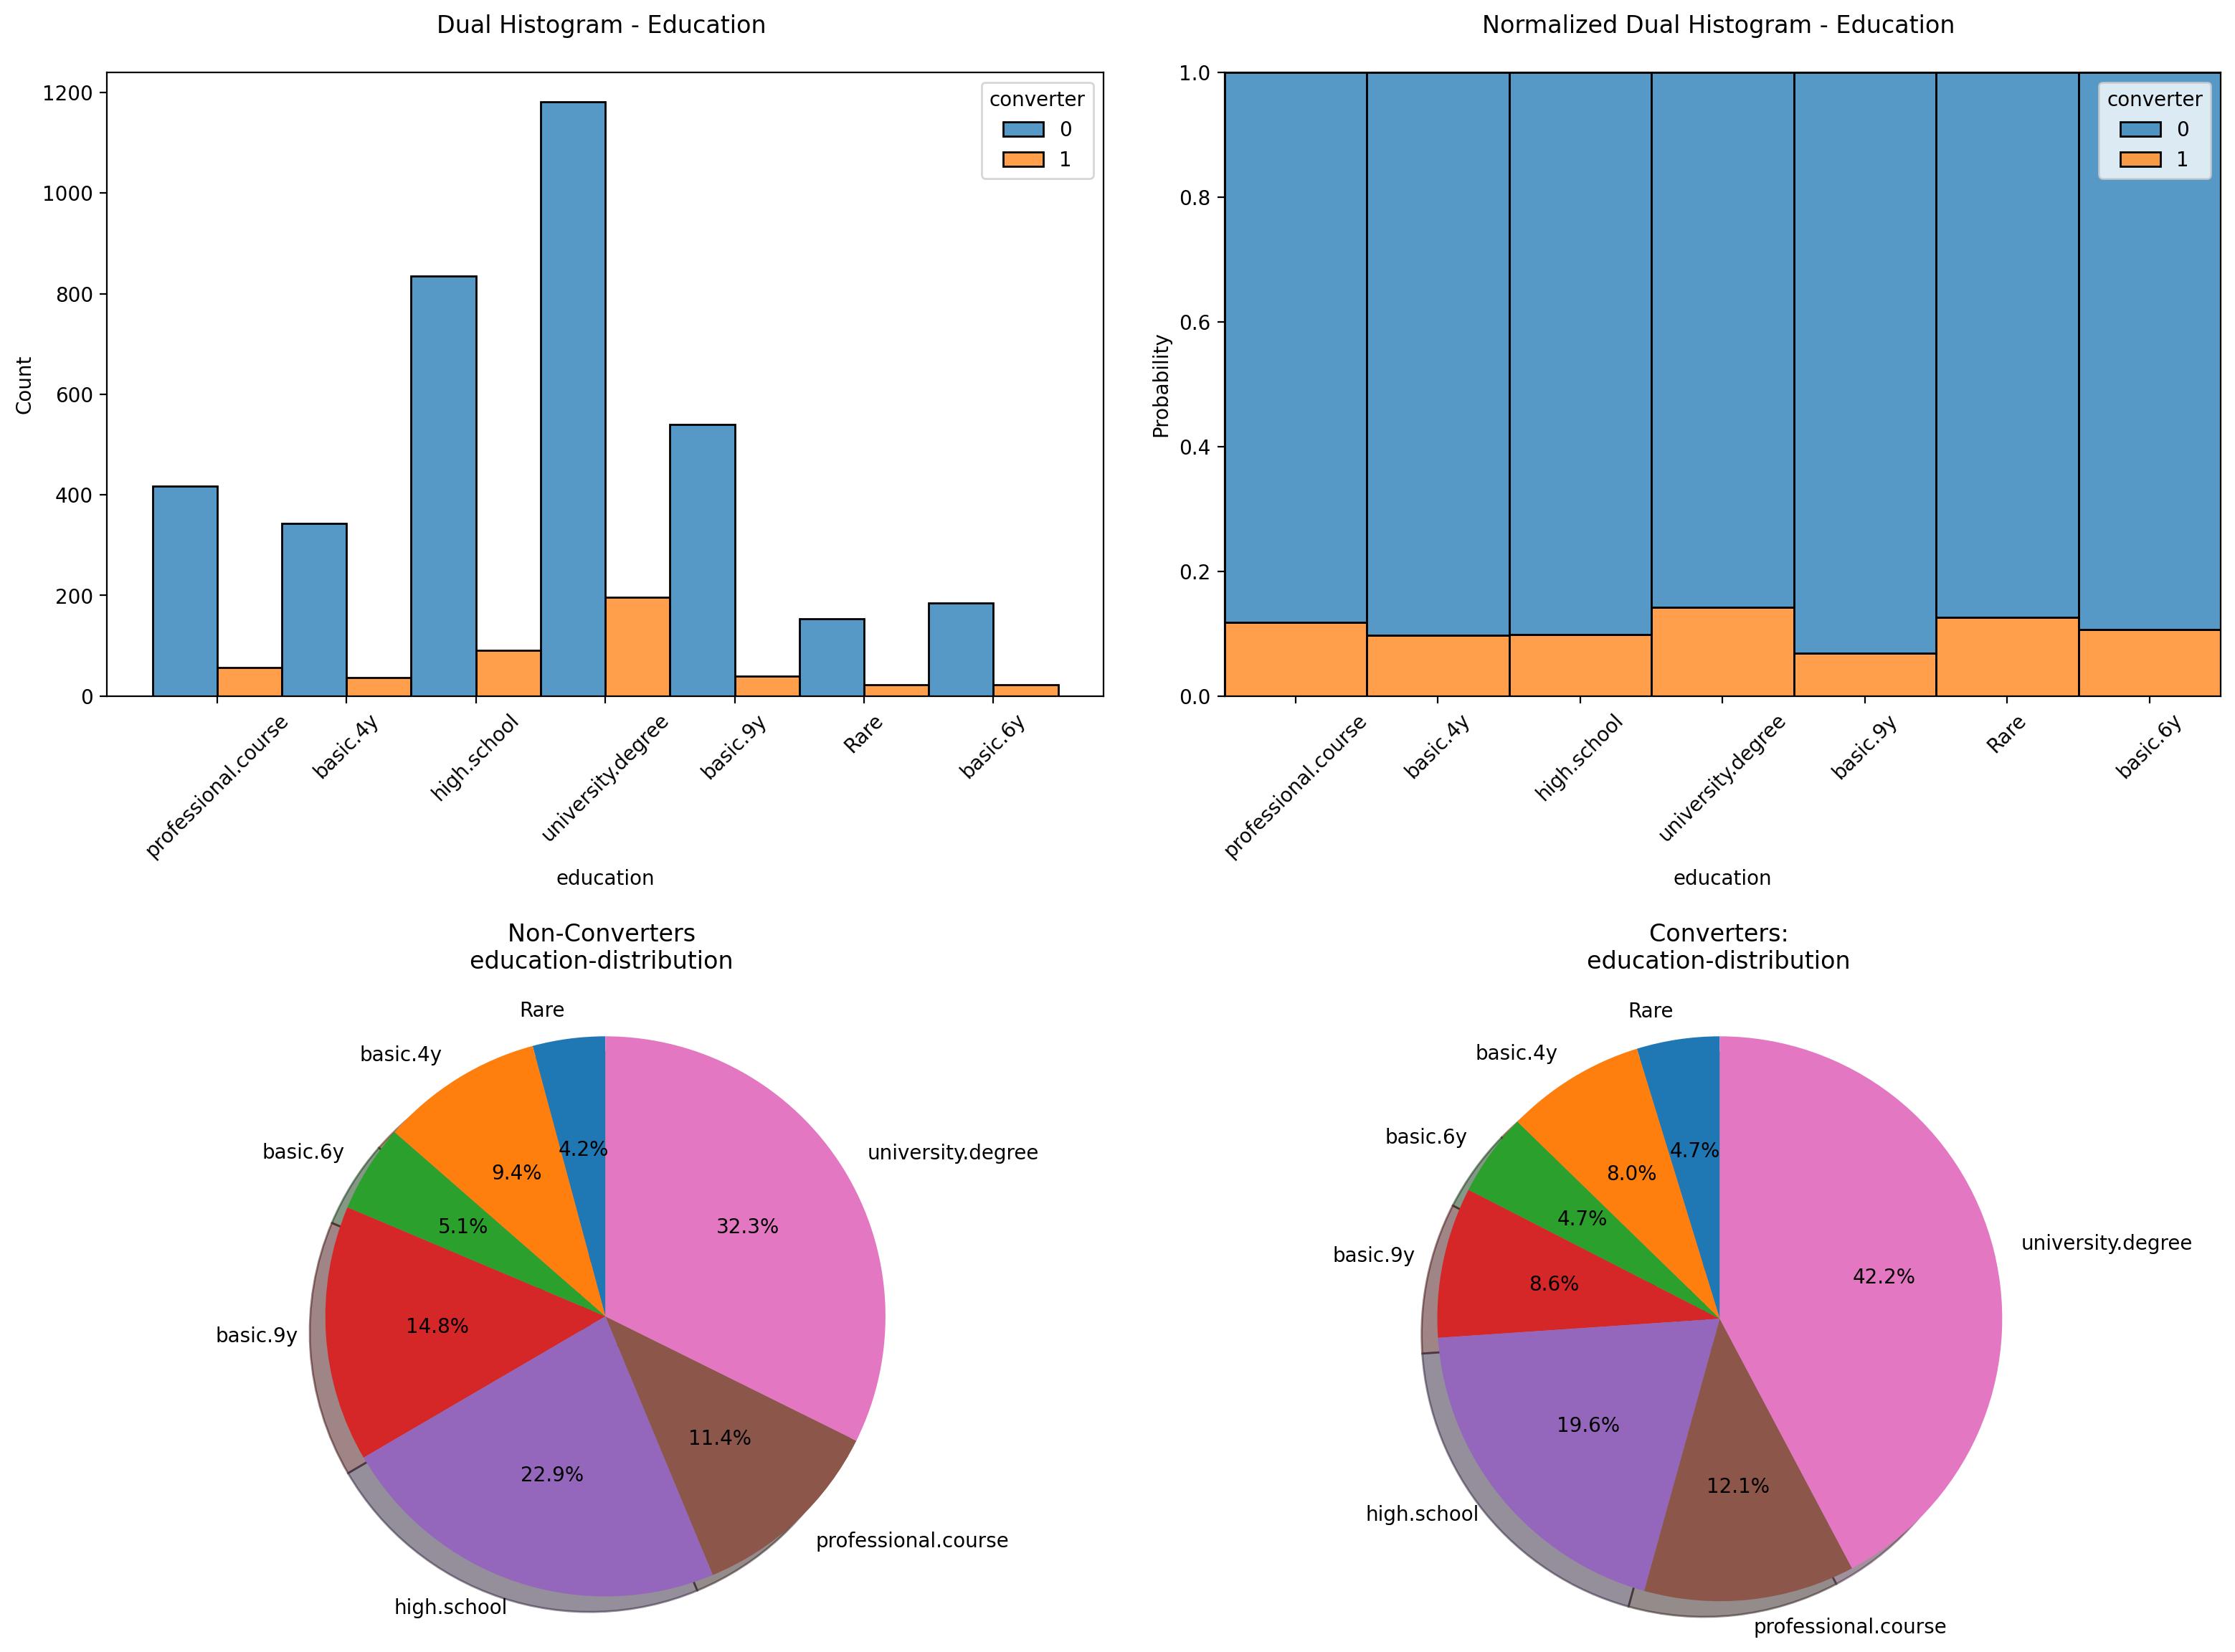 Dual Histogram - Education
1200
1000
800
600
400
200
0
Count
converter
0
1
professional.course
basic.4y
high.school
university.degree
basic.9y
Rare
basic.6y
education
Normalized Dual Histogram - Education
1.0
0.8
0.6
0.4
0.2
0.0
Probability
converter
0
1
professional.course
basic.4y
high.school
university.degree
basic.9y
Rare
basic.6y
education
Non-Converters
education-distribution
Rare
basic.4y
basic.6y
basic.9y
high.school
professional.course
university.degree
4.2%
9.4%
5.1%
14.8%
22.9%
11.4%
32.3%
Converters:
education-distribution
Rare
basic.4y
basic.6y
basic.9y
high.school
professional.course
university.degree
4.7%
8.0%
4.7%
8.6%
19.6%
12.1%
42.2%